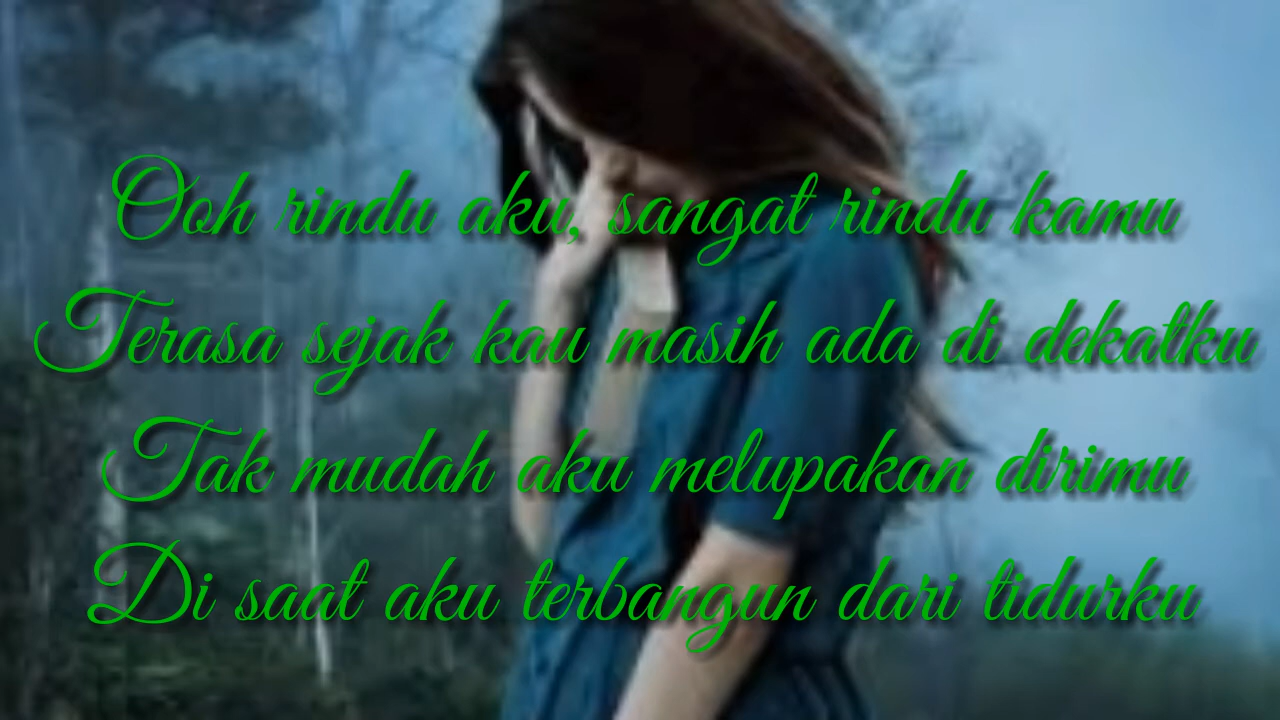 Ooh rindu aku, sangat rindu kamu
Terasa sejak kau masih ada di dekatku
Tak mudah aku melupakan dirimu
Di saat aku terbangun dari tidurku